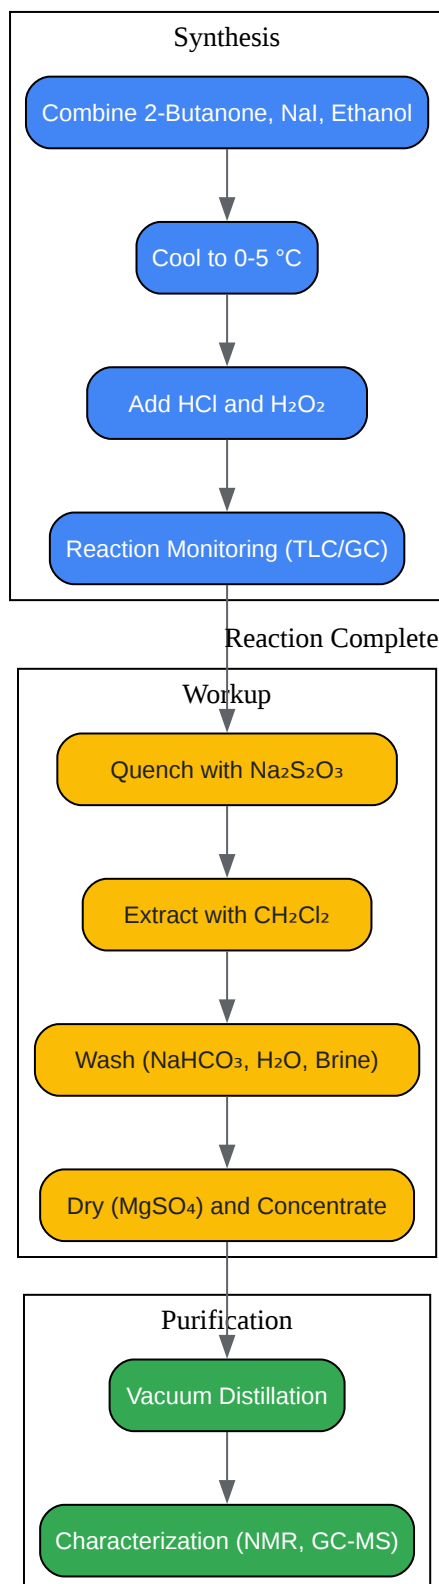 Synthesis
Combine 2-Butanone, NaI, Ethanol
Cool to 0-5 °C
Add HCl and H₂O₂
Reaction Monitoring (TLC/GC)
Reaction Complete
Workup
Quench with Na₂S₂O₃
Extract with CH₂Cl₂
Wash (NaHCO₃, H₂O, Brine)
Dry (MgSO₄) and Concentrate
Purification
Vacuum Distillation
Characterization (NMR, GC-MS)